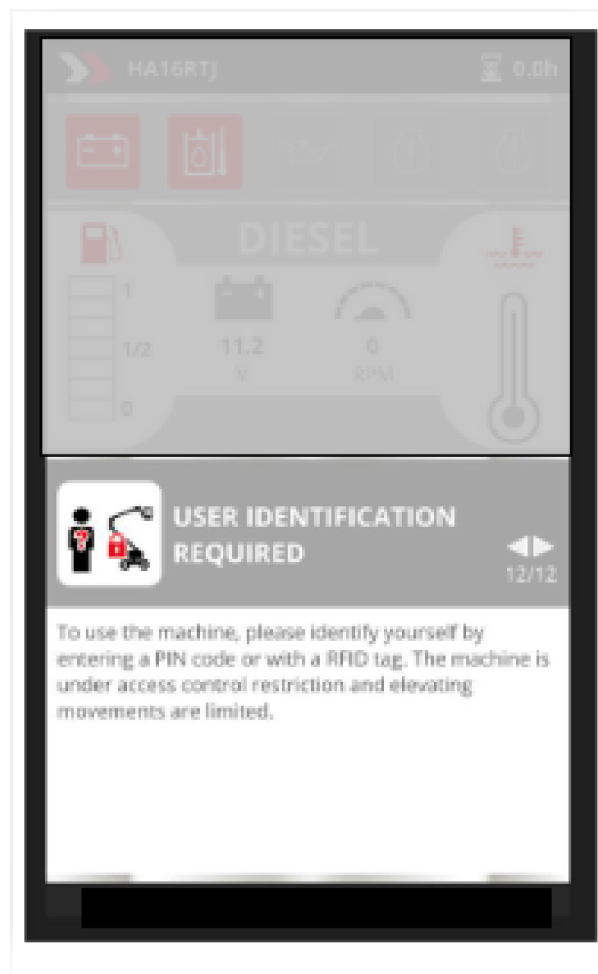 HA16RTJ
0.0h
DIESEL
1
1/2
0
11.2
V
0
RPM
USER IDENTIFICATION
REQUIRED
12/12
To use the machine, please identify yourself by
entering a PIN code or with a RFID tag. The machine is
under access control restriction and elevating
movements are limited.